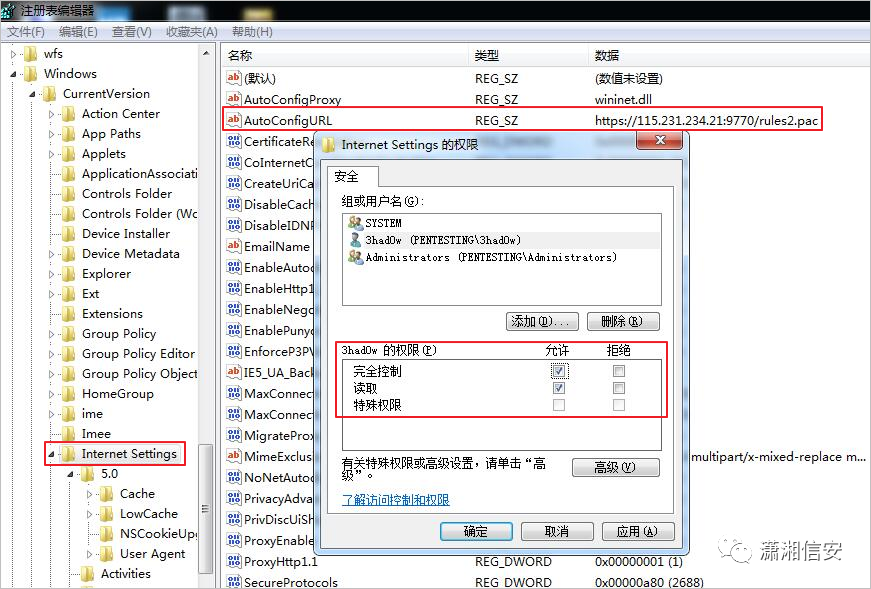 注册表编辑器
文件(F) 编辑(E) 查看(V) 收藏夹(A) 帮助(H)
wfs
Windows
CurrentVersion
Action Center
App Paths
Applets
ApplicationAssociati
Controls Folder
Controls Folder (Wo
Device Installer
Device Metadata
Explorer
Ext
Extensions
Group Policy
Group Policy Editor
Group Policy Object
HomeGroup
ime
Imee
Internet Settings
5.0
Cache
LowCache
NSCookieUpg
User Agent
Activities
名称 类型 数据
(默认) REG_SZ (数值未设置)
AutoConfigProxy REG_SZ wininet.dll
AutoConfigURL REG_SZ https://115.231.234.21:9770/rules2.pac
CertificateRe
CoInternetC
CreateUriCa
DisableCach
DisableIDNP
EmailName
EnableAutoc
EnableHttp1
EnableNego
EnablePunyc
EnforceP3PV
IE5_UA_Back
MaxConnect
MaxConnect
MigrateProx
MimeExclus multipart/x-mixed-replace m...
NoNetAutoc
PrivacyAdva
PrivDiscUiSh
ProxyEnable
ProxyHttp1.1 REG_DWORD 0x00000001 (1)
SecureProtocols REG_DWORD 0x00000a80 (2688)
Internet Settings 的权限
安全
组或用户名(G):
SYSTEM
3had0w (PENTESTING\3had0w)
Administrators (PENTESTING\Administrators)
添加(D)... 删除(R)
3had0w 的权限(P) 允许 拒绝
完全控制
读取
特殊权限
有关特殊权限或高级设置，请单击“高
级”。
高级(V)
了解访问控制和权限
确定 取消 应用(A)
潇湘信安